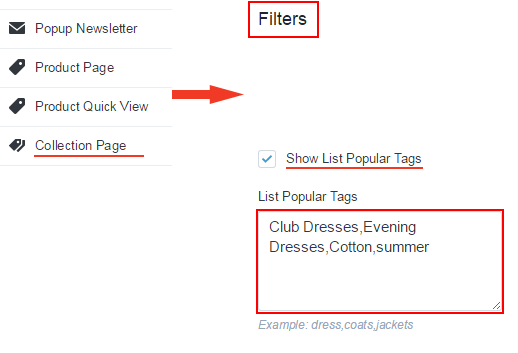 Popup Newsletter
Product Page
Product Quick View
Collection Page
Filters
Show List Popular Tags
List Popular Tags
Club Dresses,Evening
Dresses,Cotton,summer
Example: dress,coats,jackets